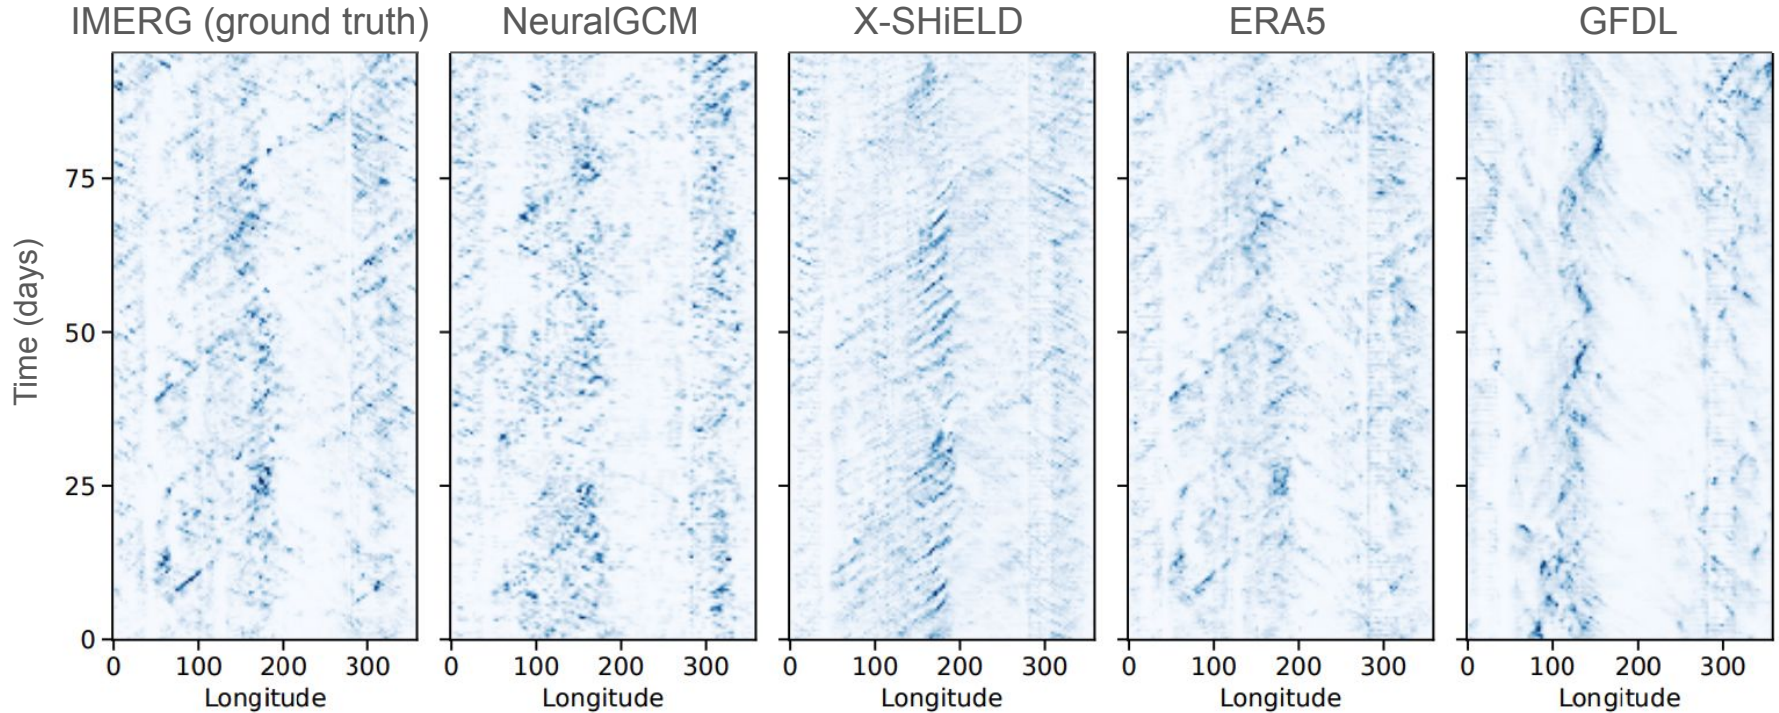 IMERG (ground truth) NeuralGCM X-SHiELD ERA5 GFDL
Time (days)
75
50
25
0
0 100 200 300 0 100 200 300 0 100 200 300 0 100 200 300 0 100 200 300
Longitude Longitude Longitude Longitude Longitude